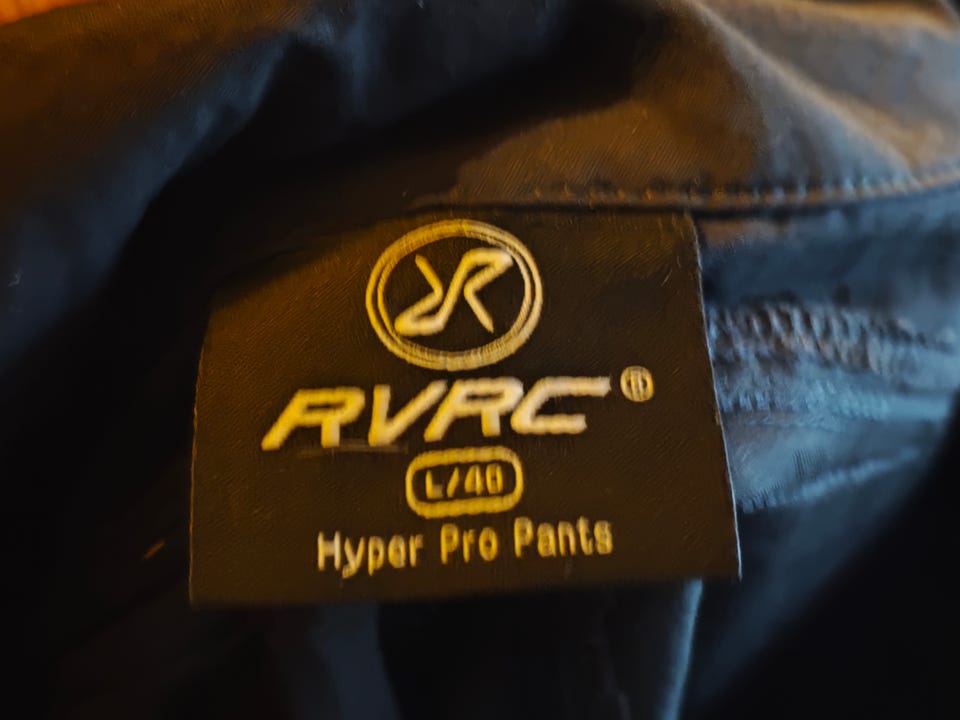 RVRC®
L/40
Hyper Pro Pants